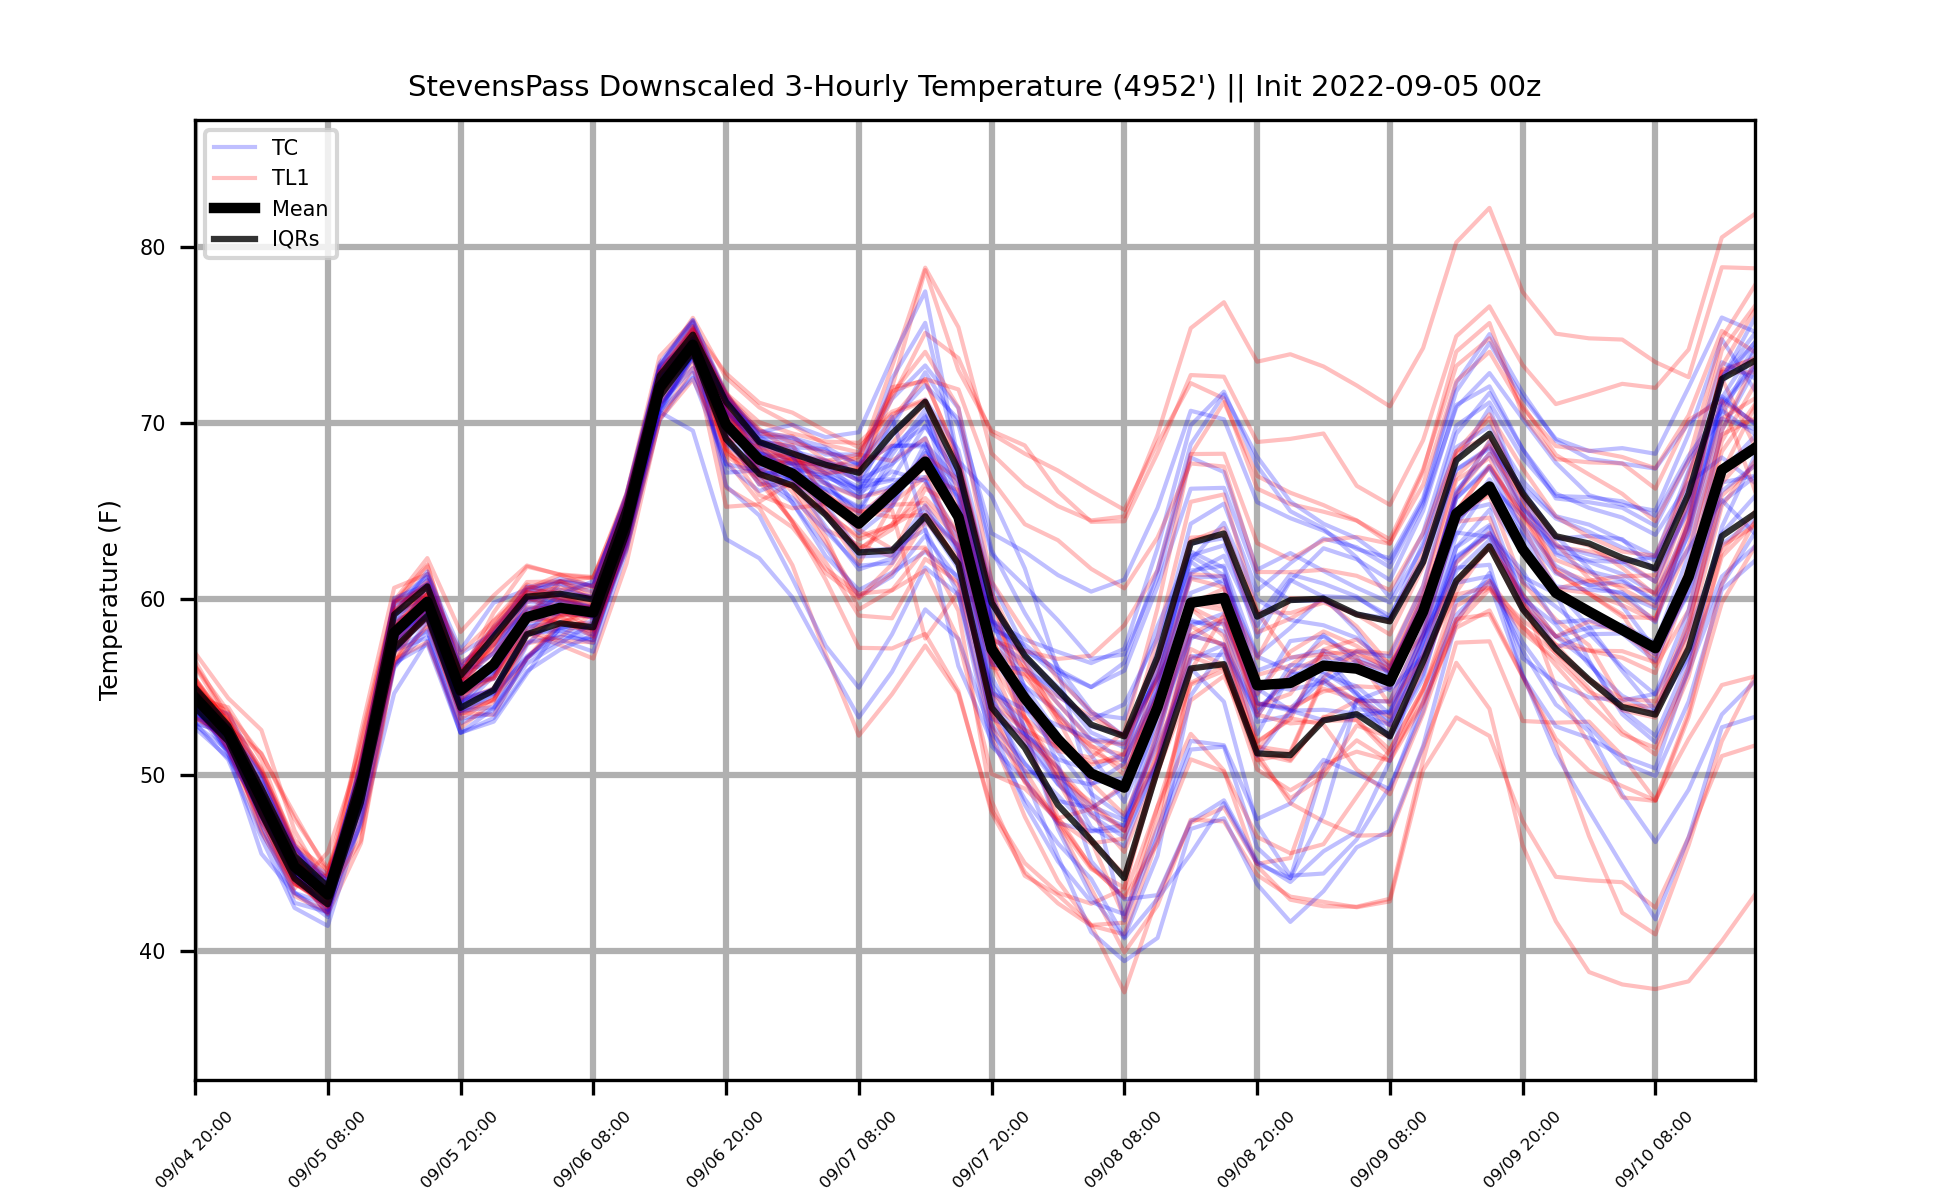 StevensPass Downscaled 3-Hourly Temperature (4952') || Init 2022-09-05 00z
TC
TL1
Mean
IQRs
Temperature (F)
80
70
60
50
40
09/04 20:00
09/05 08:00
09/05 20:00
09/06 08:00
09/06 20:00
09/07 08:00
09/07 20:00
09/08 08:00
09/08 20:00
09/09 08:00
09/09 20:00
09/10 08:00